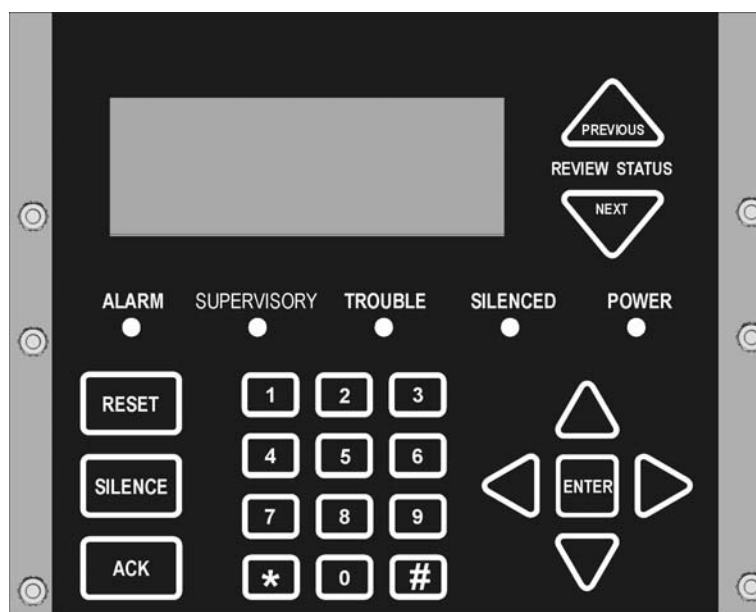 PREVIOUS
REVIEW STATUS
NEXT
ALARM SUPERVISORY TROUBLE SILENCED POWER
RESET 1 2 3
SILENCE 4 5 6 ENTER
7 8 9
ACK * 0 #